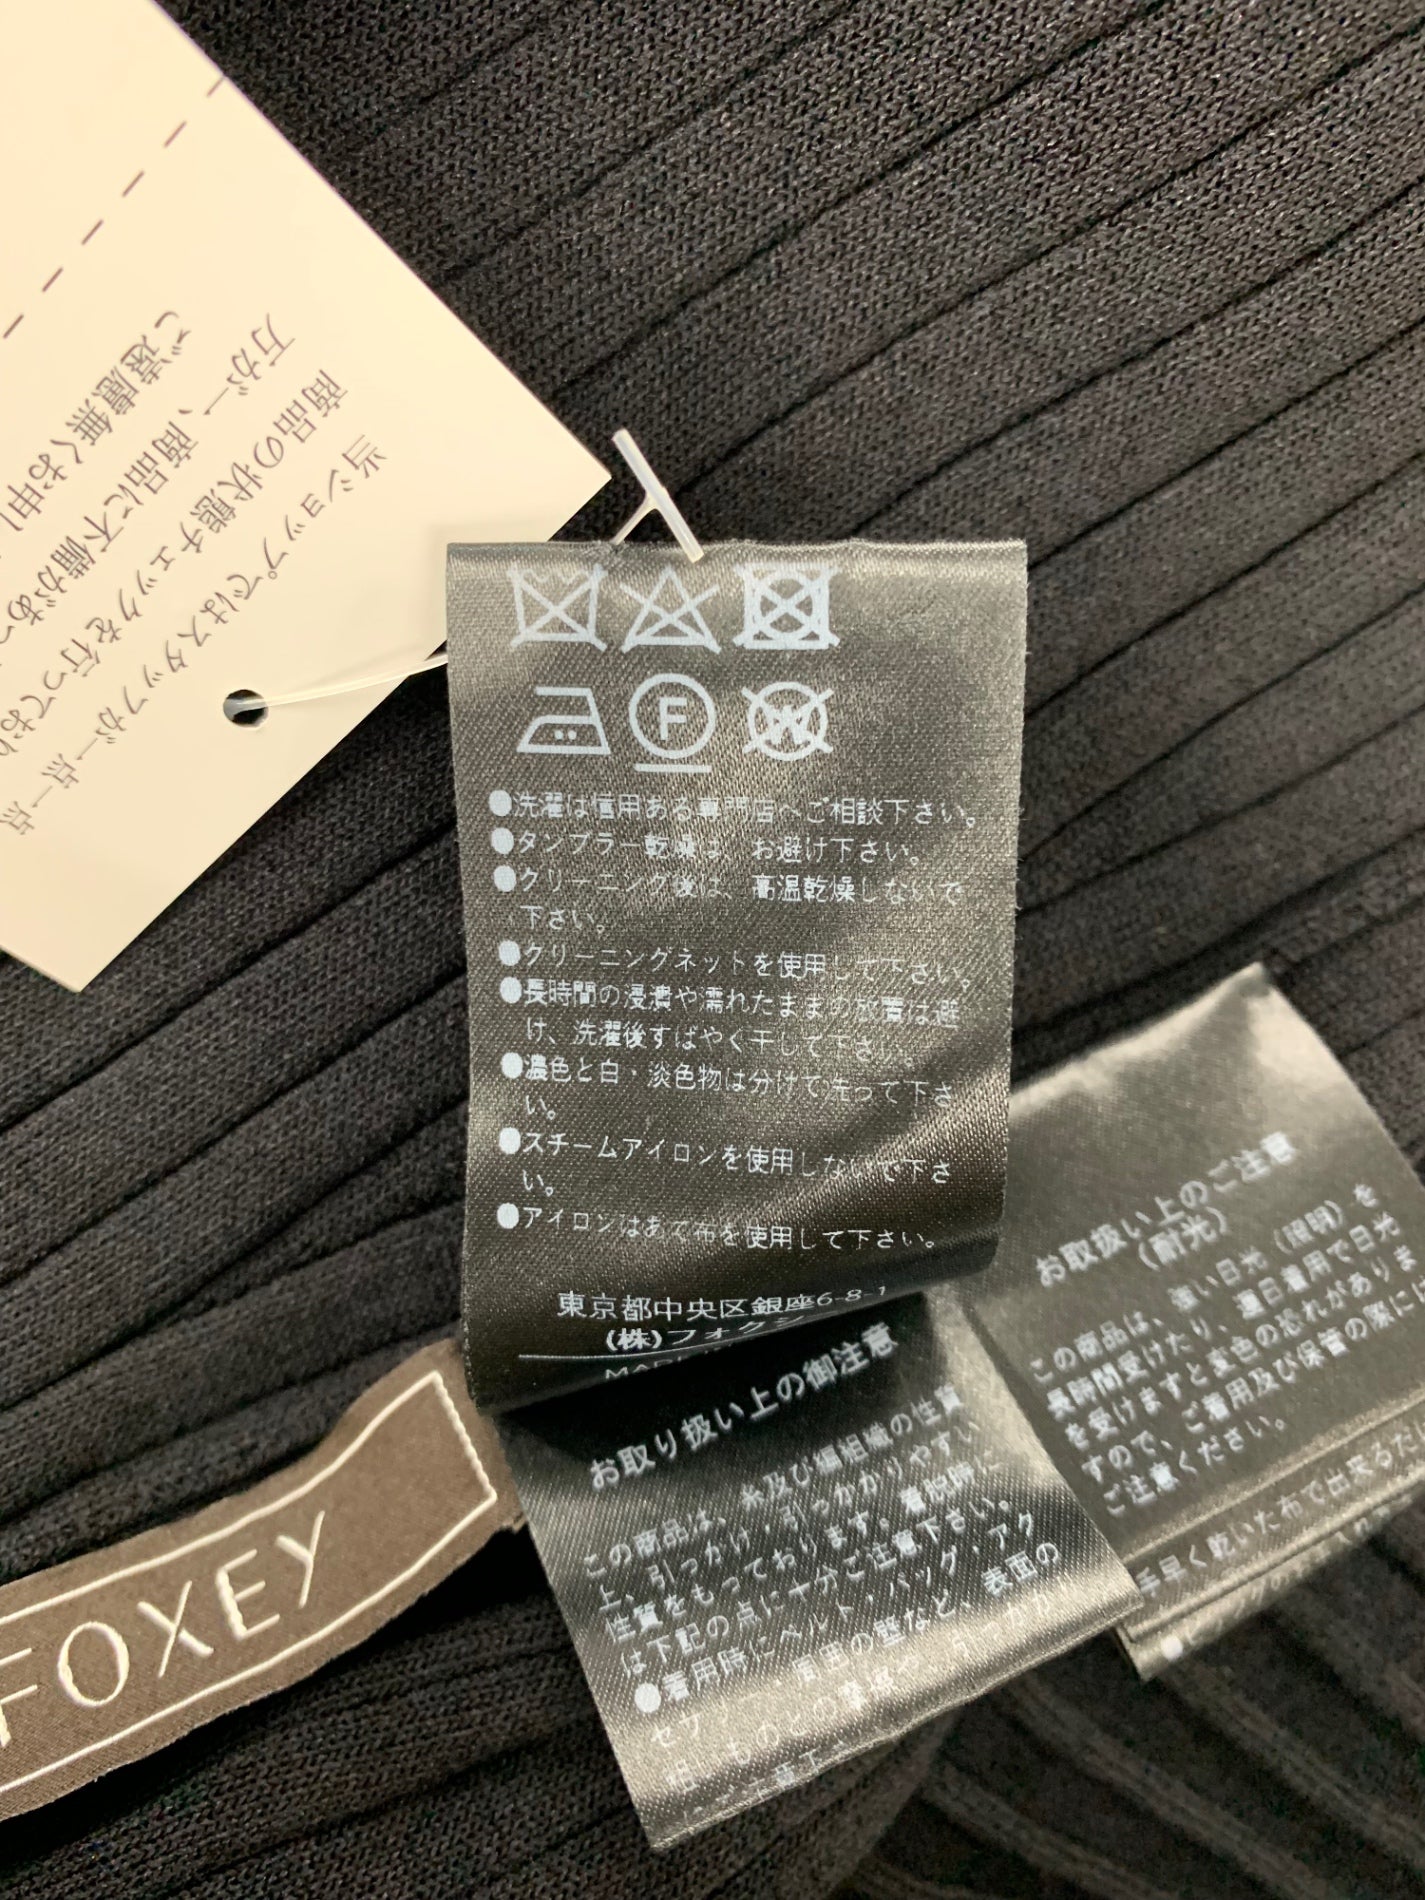 当ショップではスタッフが一点一点
商品の状態チェックを行ってお
万が一、商品に不備があっ
ご遠慮無くお申
F
W
●洗濯は信用ある専門店へご相談下さい。
●タンブラー乾燥は、お避け下さい。
●クリーニング後は、高温乾燥しないで
下さい。
●クリーニングネットを使用して下さい。
●長時間の浸漬や濡れたままの放置は避
け、洗濯後すばやく干して下さい。
●濃色と白・淡色物は分けて洗って下さ
い。
●スチームアイロンを使用しないで下さ
い。
●アイロンはあて布を使用して下さい。
東京都中央区銀座6-8-1
(株)フォクシー
お取り扱い上の御注意
この商品は、糸及び編組織の性質
上、引っかけ・引っかかりやすい
性質をもっております。着用時に
は下記の点に十分ご注意下さい。
●着用時にベルト・バッグ・アク
表面の
お取扱い上のご注意
(耐光)
この商品は、強い日光(照明)を
長時間受けたり、連日着用で日光
を受けますと変色の恐れがありま
すので、ご着用及び保管の際に
ご注意ください。
手早く乾いた布で出来るだ
FOXEY